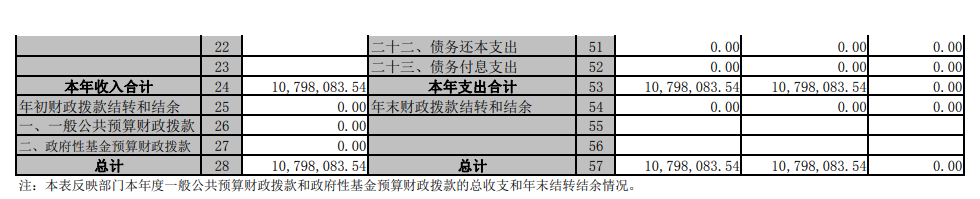 22 二十二、债务还本支出 51 0.00 0.00 0.00
23 二十三、债务付息支出 52 0.00 0.00 0.00
本年收入合计 24 10,798,083.54 本年支出合计 53 10,798,083.54 10,798,083.54 0.00
年初财政拨款结转和结余 25 0.00 年末财政拨款结转和结余 54 0.00 0.00 0.00
一、一般公共预算财政拨款 26 0.00 55
二、政府性基金预算财政拨款 27 0.00 56
总计 28 10,798,083.54 总计 57 10,798,083.54 10,798,083.54 0.00
注：本表反映部门本年度一般公共预算财政拨款和政府性基金预算财政拨款的总收支和年末结转结余情况。